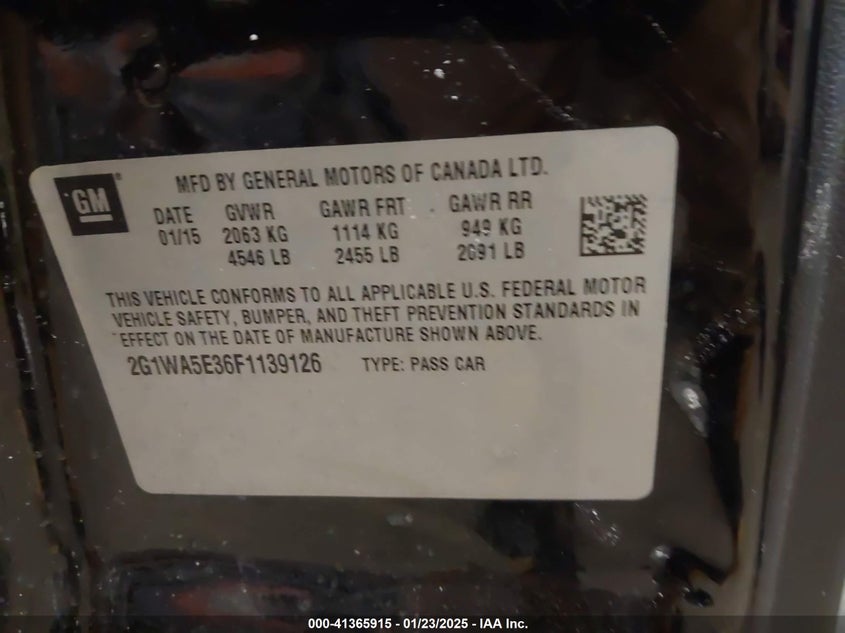 GM
MFD BY GENERAL MOTORS OF CANADA LTD.
DATE GVWR GAWR FRT GAWR RR
01/15 2063 KG 1114 KG 949 KG
4546 LB 2455 LB 2091 LB
THIS VEHICLE CONFORMS TO ALL APPLICABLE U.S. FEDERAL MOTOR
VEHICLE SAFETY, BUMPER, AND THEFT PREVENTION STANDARDS IN
EFFECT ON THE DATE OF MANUFACTURE SHOWN ABOVE.
2G1WA5E36F1139126 TYPE: PASS CAR
000-41365915 - 01/23/2025 - IAA Inc.